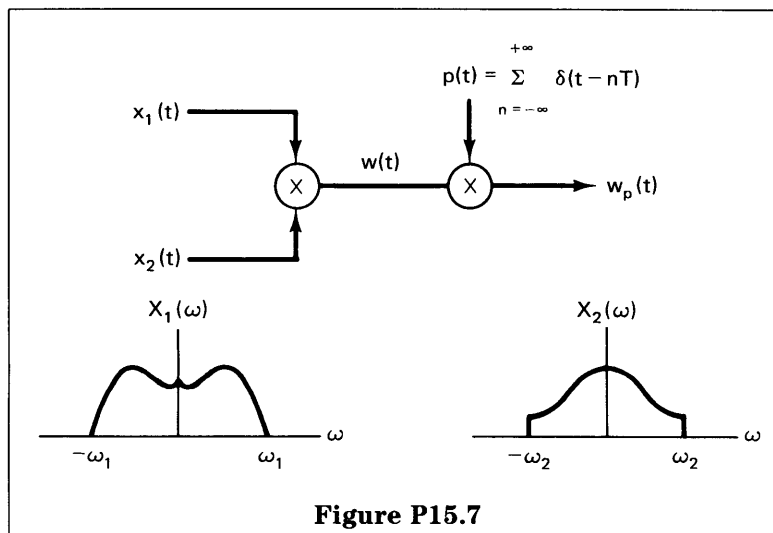 p(t) = Σ δ(t − nT)
+∞
n = −∞
x₁(t)
w(t)
X
X
wₚ(t)
x₂(t)
X₁(ω)
X₂(ω)
−ω₁
ω₁
ω
−ω₂
ω₂
ω
Figure P15.7